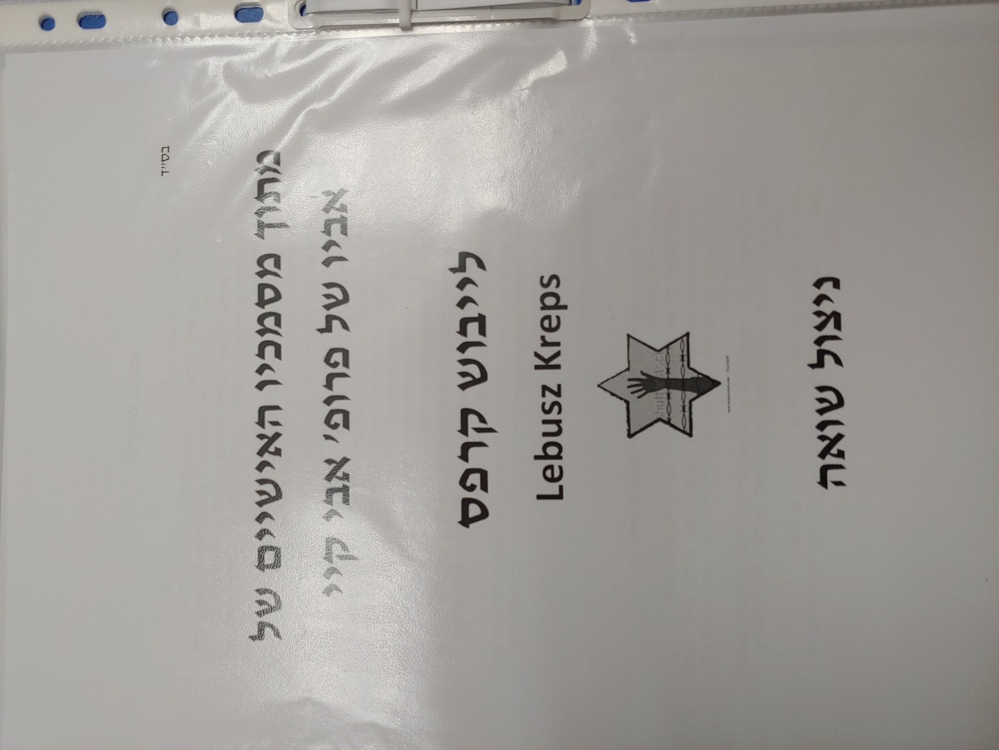 בס"ד
מתוך מסמכיו האישיים של
אביו של פרופ' אבי קיי
לייבוש קרפס
Lebusz Kreps
ניצול שואה